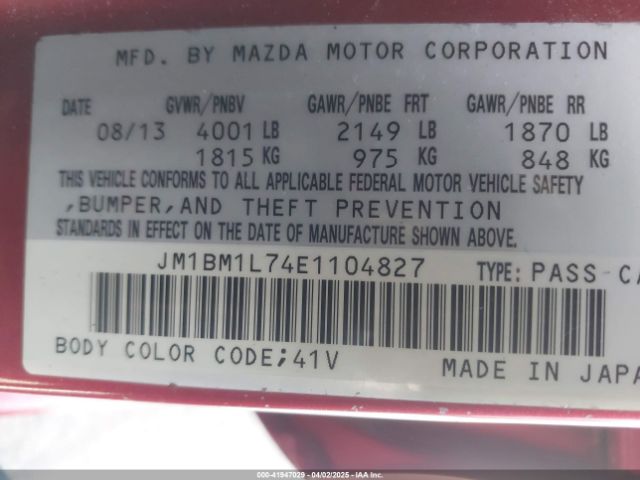 MFD. BY MAZDA MOTOR CORPORATION
DATE GVWR/PNBV GAWR/PNBE FRT GAWR/PNBE RR
08/13 4001 LB 2149 LB 1870 LB
1815 KG 975 KG 848 KG
THIS VEHICLE CONFORMS TO ALL APPLICABLE FEDERAL MOTOR VEHICLE SAFETY
,BUMPER,AND THEFT PREVENTION
STANDARDS IN EFFECT ON THE DATE OF MANUFACTURE SHOWN ABOVE.
JM1BM1L74E1104827 TYPE: PASS-CA
BODY COLOR CODE;41V MADE IN JAPA
000-41947029 - 04/02/2025 - IAAI.com